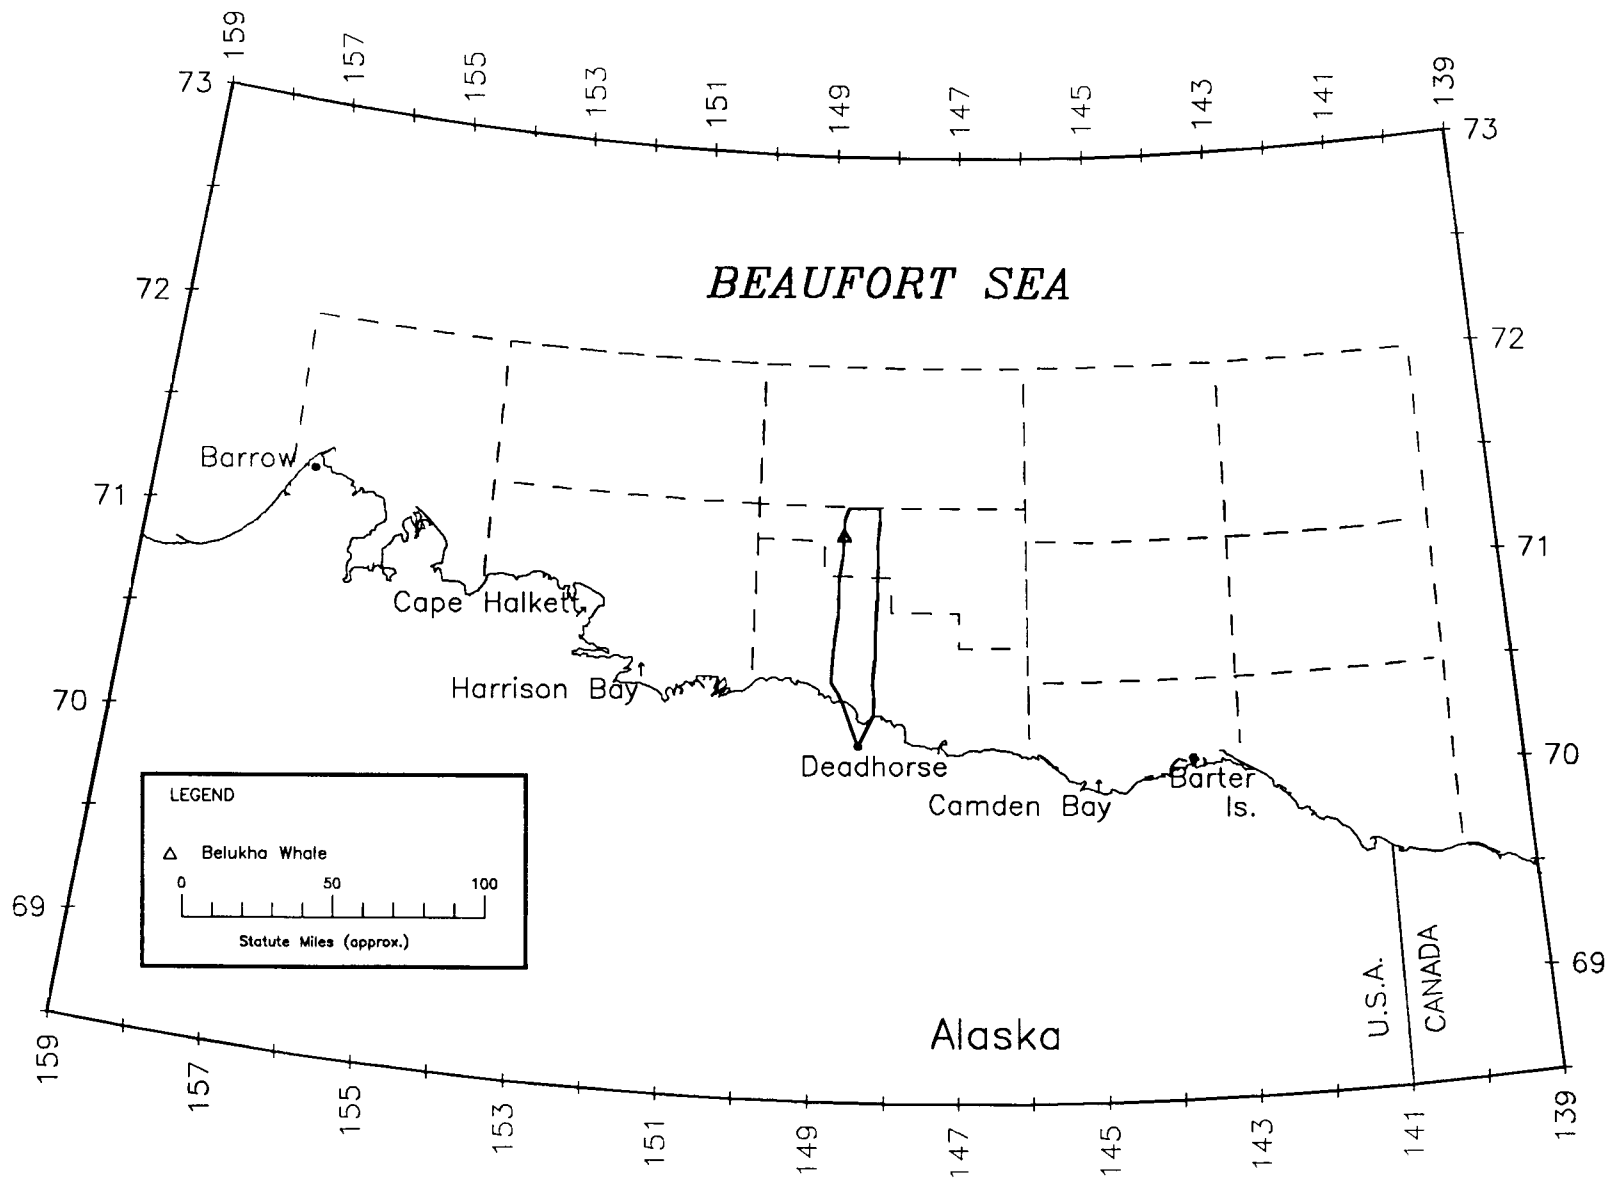 159
157
155
153
151
149
147
145
143
141
139
73
73
72
72
BEAUFORT SEA
71
Barrow
71
Cape Halkett
Harrison Bay
70
70
Deadhorse
Camden Bay
Barter
Is.
LEGEND
Belukha Whale
0 50 100
Statute Miles (approx.)
69
69
U.S.A.
CANADA
Alaska
159
157
155
153
151
149
147
145
143
141
139